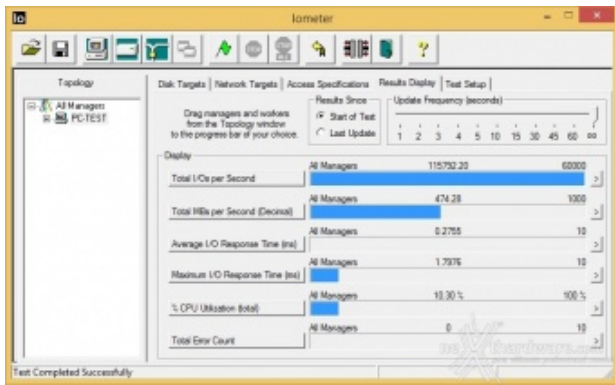 Io
Iometer
Topology
All Managers
PC-TEST
Disk Targets
Network Targets
Access Specifications
Results Display
Test Setup
Drag managers and workers
from the Topology window
to the progress bar of your choice.
Results Since
Start of Test
Last Update
Update Frequency (seconds)
1 2 3 4 5 10 15 30 45 60 oo
Display
Total I/Os per Second
All Managers 115792.20 60000
Total MBs per Second (Decimal)
All Managers 474.28 1000
Average I/O Response Time (ms)
All Managers 0.2755 10
Maximum I/O Response Time (ms)
All Managers 1.7976 10
% CPU Utilization (total)
All Managers 10.30 % 100 %
Total Error Count
All Managers 0 10
Test Completed Successfully